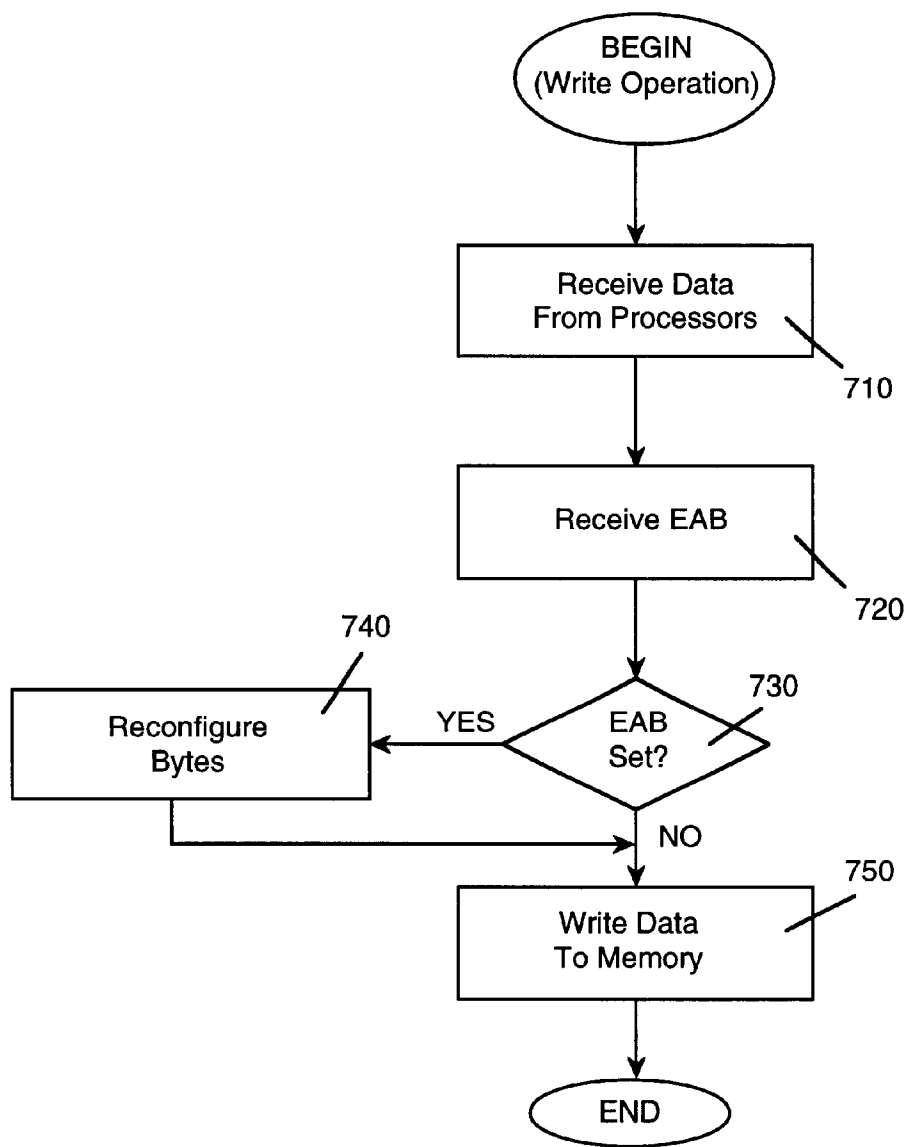 BEGIN
(Write Operation)
Receive Data
From Processors
710
Receive EAB
720
740
730
Reconfigure
Bytes
YES
EAB
Set?
NO
750
Write Data
To Memory
END